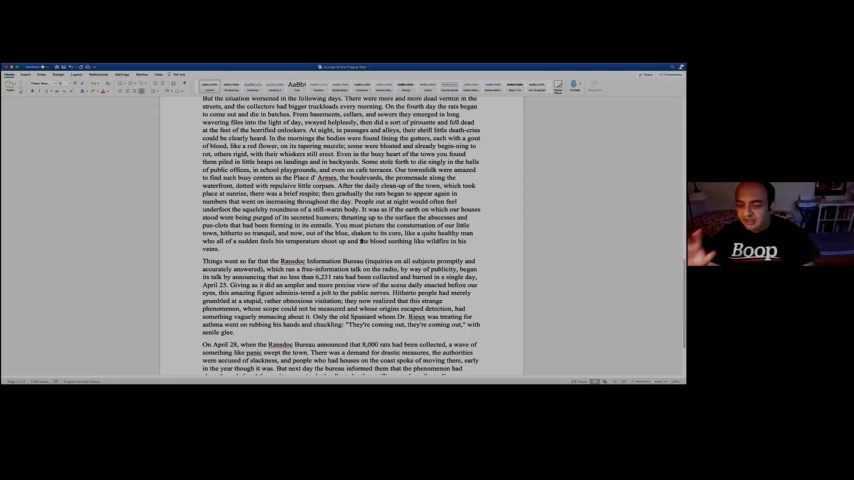 Home Insert Draw Design Layout References Mailings Review View Tell me
Share Comments
But the situation worsened in the following days. There were more and more dead vermin in the
streets, and the collectors had bigger truckloads every morning. On the fourth day the rats began
to come out and die in batches. From basements, cellars, and sewers they emerged in long
wavering files into the light of day, swayed helplessly, then did a sort of pirouette and fell dead
at the feet of the horrified onlookers. At night, in passages and alleys, their shrill little death-cries
could be clearly heard. In the mornings the bodies were found lining the gutters, each with a gout
of blood, like a red flower, on its tapering muzzle; some were bloated and already begin-ning to
rot, others rigid, with their whiskers still erect. Even in the busy heart of the town you found
them piled in little heaps on landings and in backyards. Some stole forth to die singly in the halls
of public offices, in school playgrounds, and even on cafe terraces. Our townsfolk were amazed
to find such busy centers as the Place d' Armes, the boulevards, the promenade along the
waterfront, dotted with repulsive little corpses. After the daily clean-up of the town, which took
place at sunrise, there was a brief respite; then gradually the rats began to appear again in
numbers that went on increasing throughout the day. People out at night would often feel
underfoot the squelchy roundness of a still-warm body. It was as if the earth on which our houses
stood were being purged of its secreted humors; thrusting up to the surface the abscesses and
pus-clots that had been forming in its entrails. You must picture the consternation of our little
town, hitherto so tranquil, and now, out of the blue, shaken to its core, like a quite healthy man
who all of a sudden feels his temperature shoot up and the blood seething like wildfire in his
veins.
Things went so far that the Ransdoc Information Bureau (inquiries on all subjects promptly and
accurately answered), which ran a free-information talk on the radio, by way of publicity, began
its talk by announcing that no less than 6,231 rats had been collected and burned in a single day,
April 25. Giving as it did an ampler and more precise view of the scene daily enacted before our
eyes, this amazing figure adminis-tered a jolt to the public nerves. Hitherto people had merely
grumbled at a stupid, rather obnoxious visitation; they now realized that this strange
phenomenon, whose scope could not be measured and whose origins escaped detection, had
something vaguely menacing about it. Only the old Spaniard whom Dr. Rieux was treating for
asthma went on rubbing his hands and chuckling: "They're coming out, they're coming out," with
senile glee.
On April 28, when the Ransdoc Bureau announced that 8,000 rats had been collected, a wave of
something like panic swept the town. There was a demand for drastic measures, the authorities
were accused of slackness, and people who had houses on the coast spoke of moving there, early
in the year though it was. But next day the bureau informed them that the phenomenon had
Boop